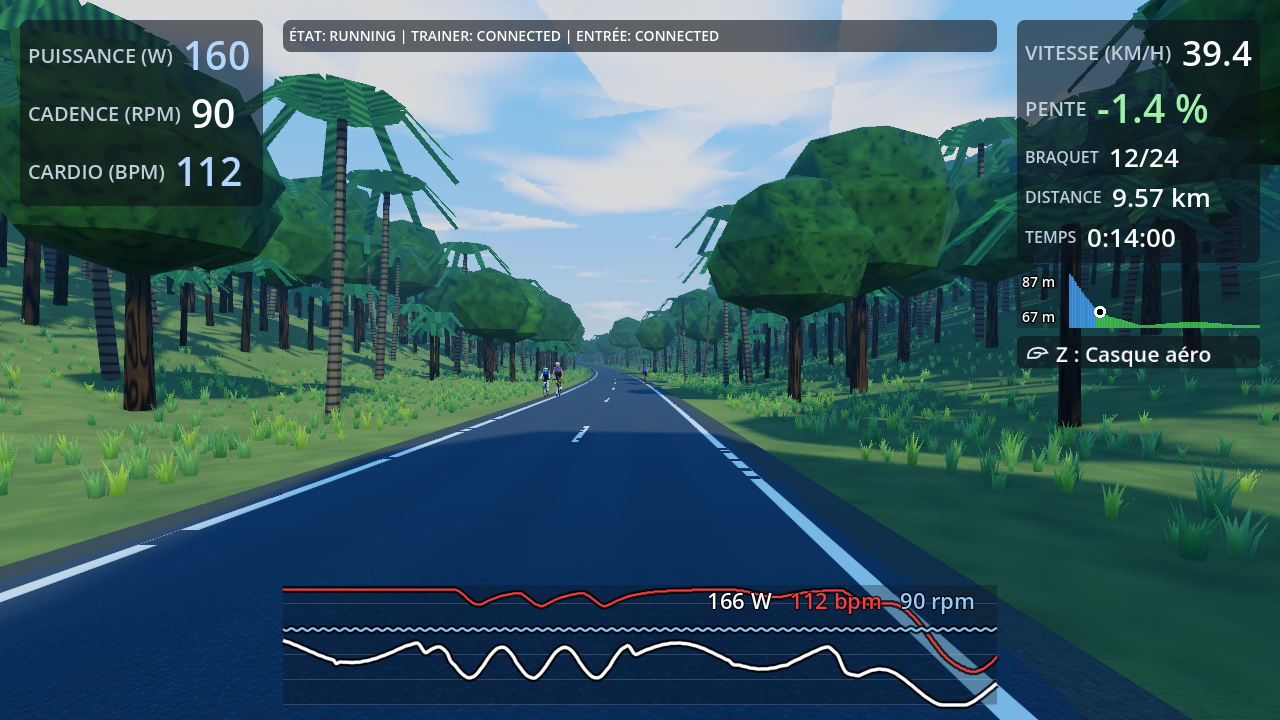 PUISSANCE (W) 160
CADENCE (RPM) 90
CARDIO (BPM) 112
ÉTAT: RUNNING | TRAINER: CONNECTED | ENTRÉE: CONNECTED
VITESSE (KM/H) 39.4
PENTE -1.4 %
BRAQUET 12/24
DISTANCE 9.57 km
TEMPS 0:14:00
87 m
67 m
Z : Casque aéro
166 W 112 bpm 90 rpm